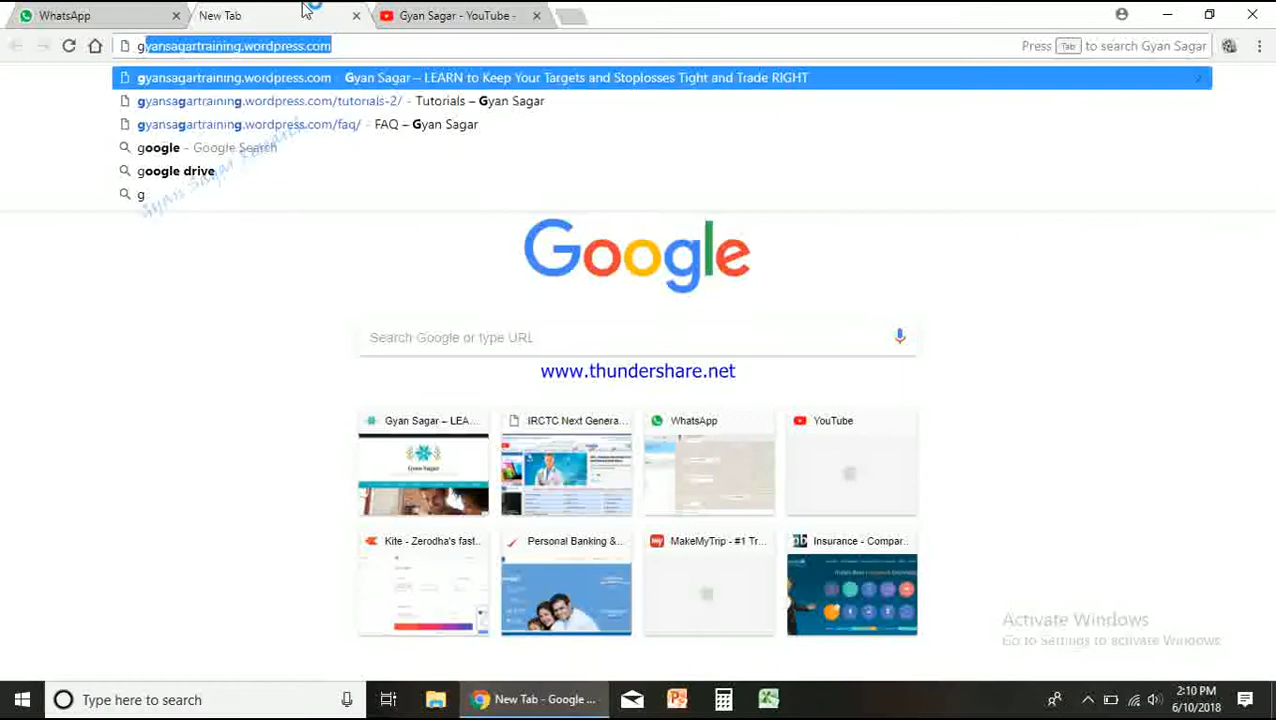 WhatsApp
New Tab
Gyan Sagar - YouTube -
gyansagartraining.wordpress.com
Press Tab to search Gyan Sagar
gyansagartraining.wordpress.com - Gyan Sagar – LEARN to Keep Your Targets and Stoplosses Tight and Trade RIGHT
gyansagartraining.wordpress.com/tutorials-2/ - Tutorials – Gyan Sagar
gyansagartraining.wordpress.com/faq/ - FAQ – Gyan Sagar
google - Google Search
google drive
g
Gyan Sagar Research
Google
Search Google or type URL
www.thundershare.net
Gyan Sagar – LEA...
IRCTC Next Genera...
WhatsApp
YouTube
Gyan Sagar
Kite - Zerodha's fast...
Personal Banking &...
MakeMyTrip - #1 Tr...
Insurance - Compar...
Activate Windows
Go to Settings to activate Windows.
Type here to search
New Tab - Google ...
2:10 PM
6/10/2018